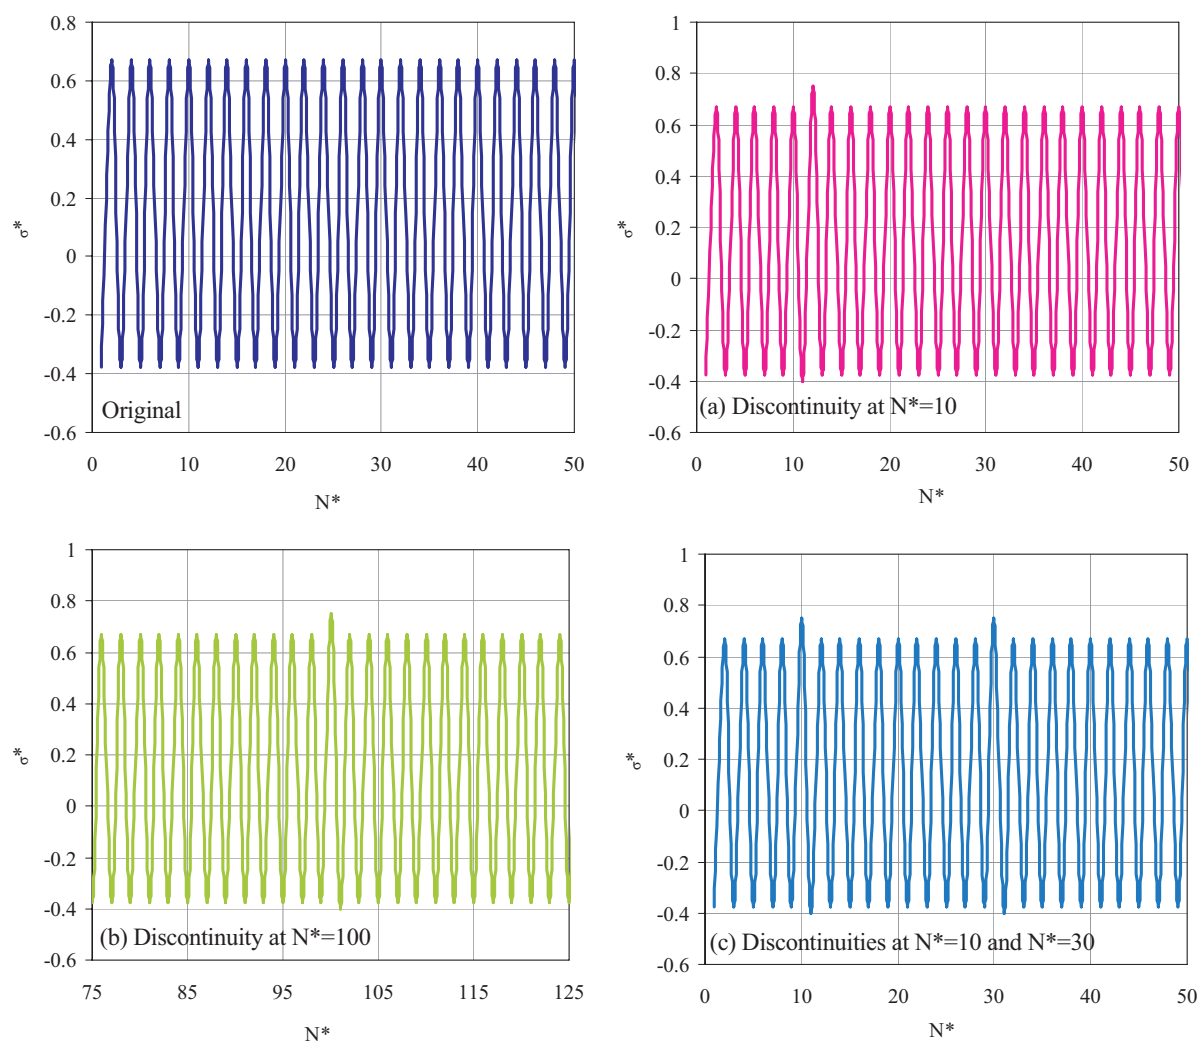 0.8
0.6
0.4
0.2
0
-0.2
-0.4
-0.6
σ*
Original
0 10 20 30 40 50
N*
1
0.8
0.6
0.4
0.2
0
-0.2
-0.4
-0.6
σ*
(a) Discontinuity at N*=10
0 10 20 30 40 50
N*
1
0.8
0.6
0.4
0.2
0
-0.2
-0.4
-0.6
σ*
(b) Discontinuity at N*=100
75 85 95 105 115 125
N*
1
0.8
0.6
0.4
0.2
0
-0.2
-0.4
-0.6
σ*
(c) Discontinuities at N*=10 and N*=30
0 10 20 30 40 50
N*